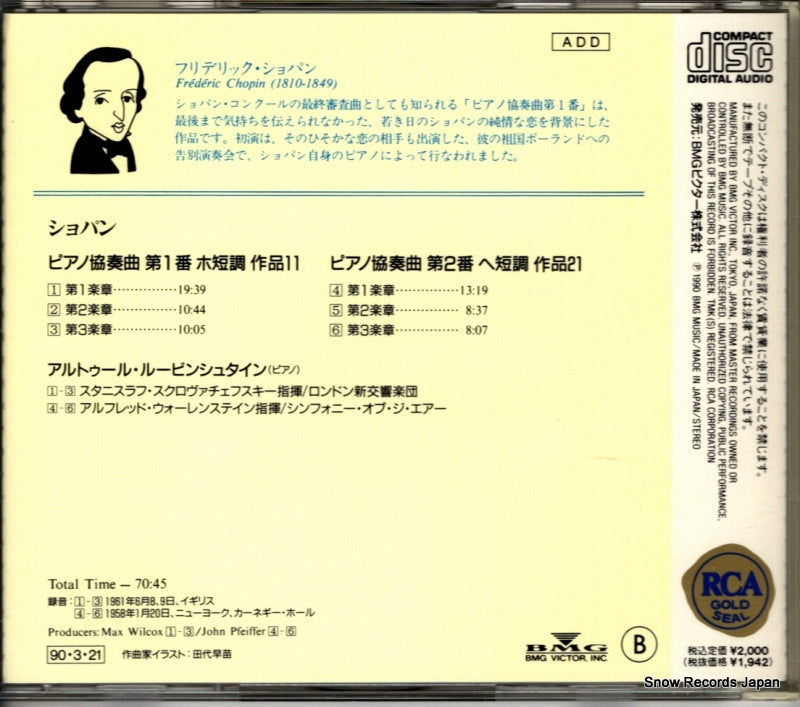 ADD
COMPACT
disc
DIGITAL AUDIO
フリデリック・ショパン
Frédéric Chopin (1810-1849)
ショパン・コンクールの最終審査曲としても知られる「ピアノ協奏曲第1番」は、
最後まで気持ちを伝えられなかった、若き日のショパンの純情な恋を背景にした
作品です。初演は、そのひそかな恋の相手も出演した、彼の祖国ポーランドへの
告別演奏会で、ショパン自身のピアノによって行なわれました。
ショパン
ピアノ協奏曲 第1番 ホ短調 作品11
1 第1楽章……………19:39
2 第2楽章……………10:44
3 第3楽章……………10:05
ピアノ協奏曲 第2番 ヘ短調 作品21
4 第1楽章……………13:19
5 第2楽章…………… 8:37
6 第3楽章…………… 8:07
アルトゥール・ルービンシュタイン(ピアノ)
1-3 スタニスラフ・スクロヴァチェフスキー指揮/ロンドン新交響楽団
4-6 アルフレッド・ウォーレンステイン指揮/シンフォニー・オブ・ジ・エアー
Total Time — 70:45
録音:1-3 1961年6月8、9日、イギリス
4-6 1958年1月20日、ニューヨーク、カーネギー・ホール
Producers: Max Wilcox 1-3/John Pfeiffer 4-6
90・3・21 作曲家イラスト:田代早苗
BMG
BMG VICTOR, INC.
B
このコンパクト・ディスクは権利者の許諾なく賃貸業に使用することを禁じます。
また無断でテープその他に録音することは法律で禁じられています。
MANUFACTURED BY BMG VICTOR INC., TOKYO, JAPAN, FROM MASTER RECORDINGS OWNED OR
CONTROLLED BY BMG MUSIC. ALL RIGHTS RESERVED. UNAUTHORIZED COPYING, PUBLIC PERFORMANCE,
BROADCASTING OF THIS RECORD IS FORBIDDEN. TMK(S) REGISTERED. RCA CORPORATION
発売元:BMGビクター株式会社 ℗ 1990 BMG MUSIC/MADE IN JAPAN/STEREO
RCA
GOLD
SEAL
税込定価 ¥2,000
(税抜価格 ¥1,942)
Snow Records Japan